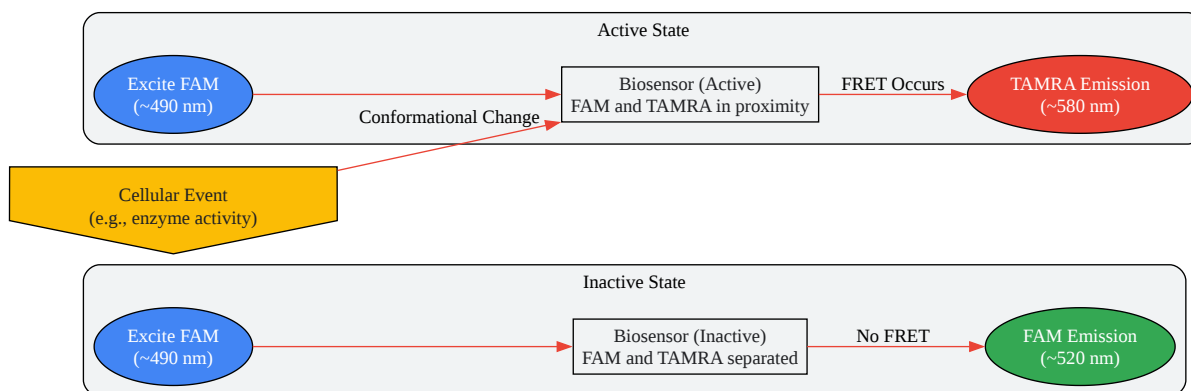 Active State
Excite FAM
(~490 nm)
Biosensor (Active)
FAM and TAMRA in proximity
FRET Occurs
TAMRA Emission
(~580 nm)
Conformational Change
Cellular Event
(e.g., enzyme activity)
Inactive State
Excite FAM
(~490 nm)
Biosensor (Inactive)
FAM and TAMRA separated
No FRET
FAM Emission
(~520 nm)